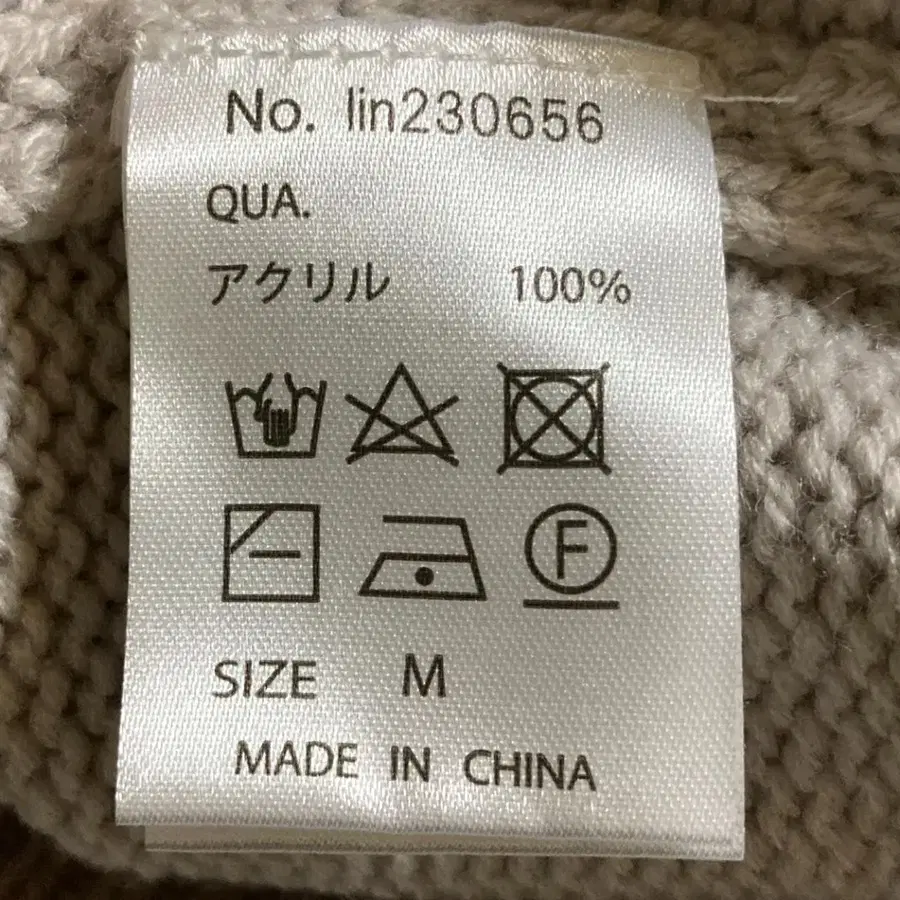 No. lin230656
QUA.
アクリル 100%
F
SIZE M
MADE IN CHINA